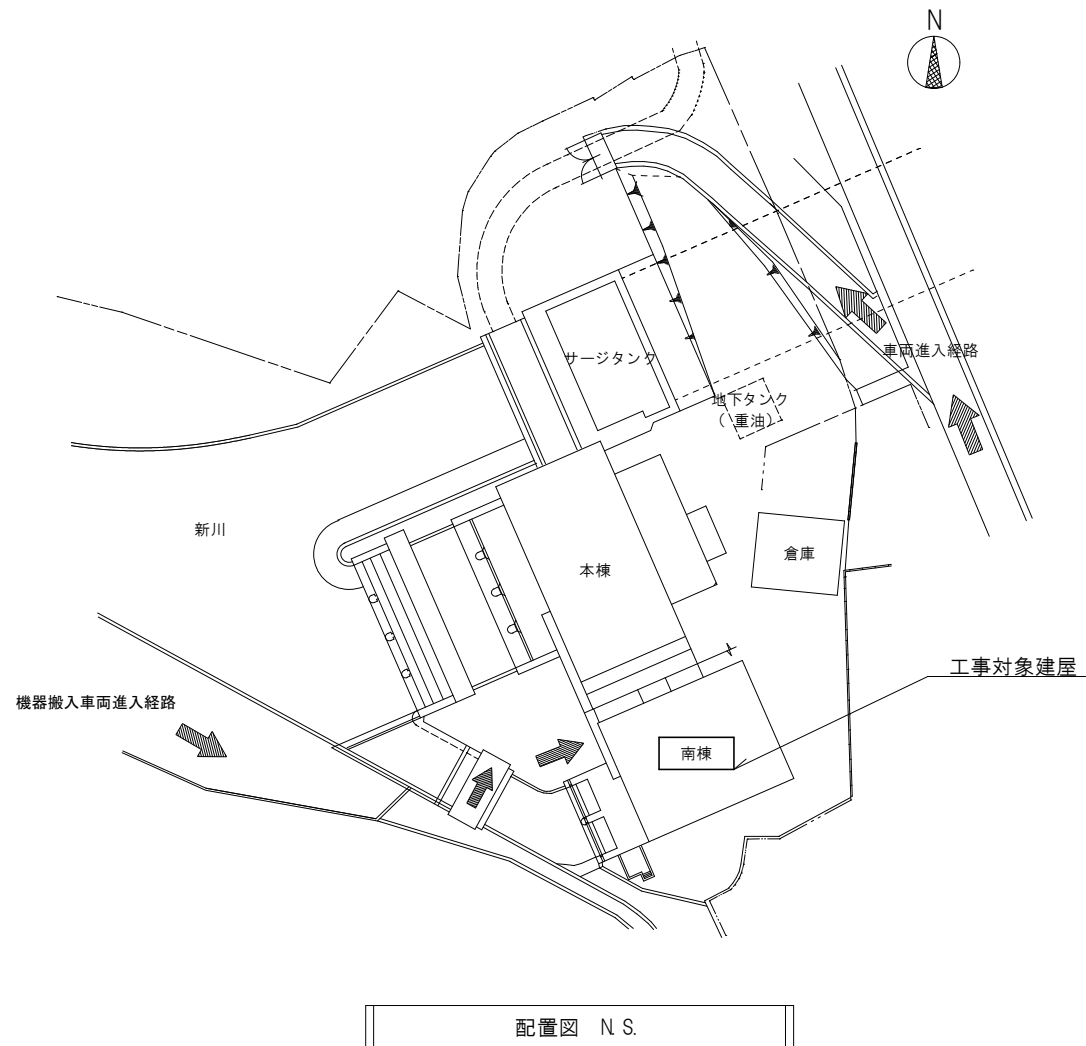 N
サージタンク
車両進入経路
地下タンク
（重油）
新川
倉庫
本棟
工事対象建屋
機器搬入車両進入経路
南棟
配置図 N.S.